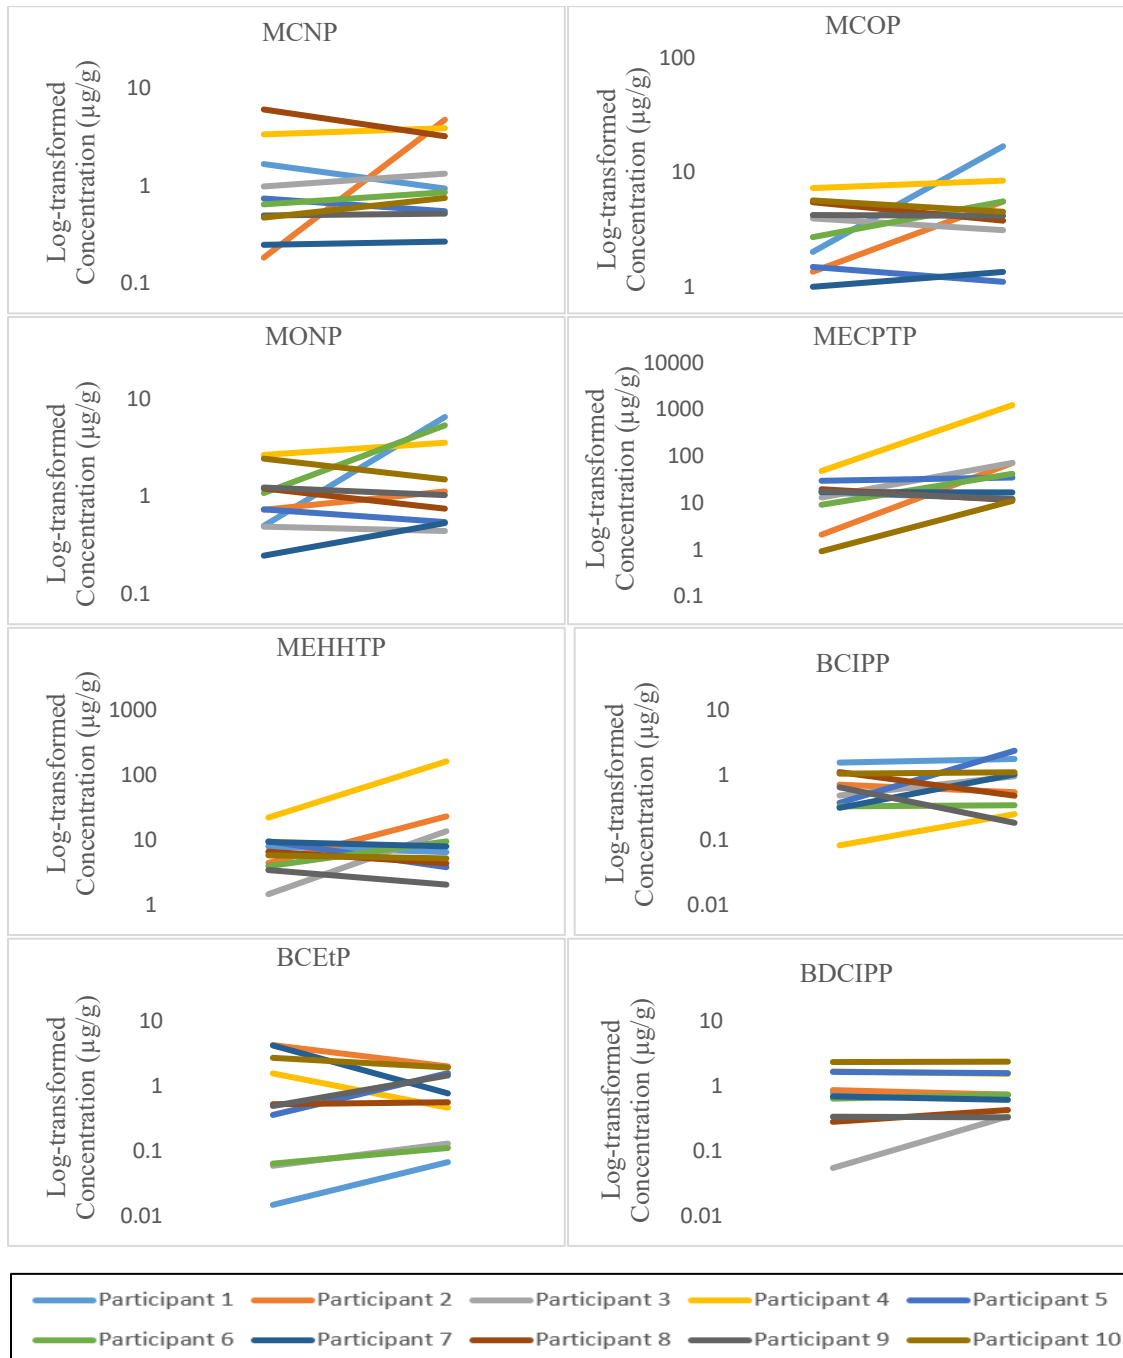 MCNP
Log-transformed
Concentration (µg/g)
10
1
0.1
MCOP
Log-transformed
Concentration (µg/g)
100
10
1
MONP
Log-transformed
Concentration (µg/g)
10
1
0.1
MECPTP
Log-transformed
Concentration (µg/g)
10000
1000
100
10
1
0.1
MEHHTP
Log-transformed
Concentration (µg/g)
1000
100
10
1
BCIPP
Log-transformed
Concentration (µg/g)
10
1
0.1
0.01
BCEtP
Log-transformed
Concentration (µg/g)
10
1
0.1
0.01
BDCIPP
Log-transformed
Concentration (µg/g)
10
1
0.1
0.01
Participant 1 Participant 2 Participant 3 Participant 4 Participant 5
Participant 6 Participant 7 Participant 8 Participant 9 Participant 10